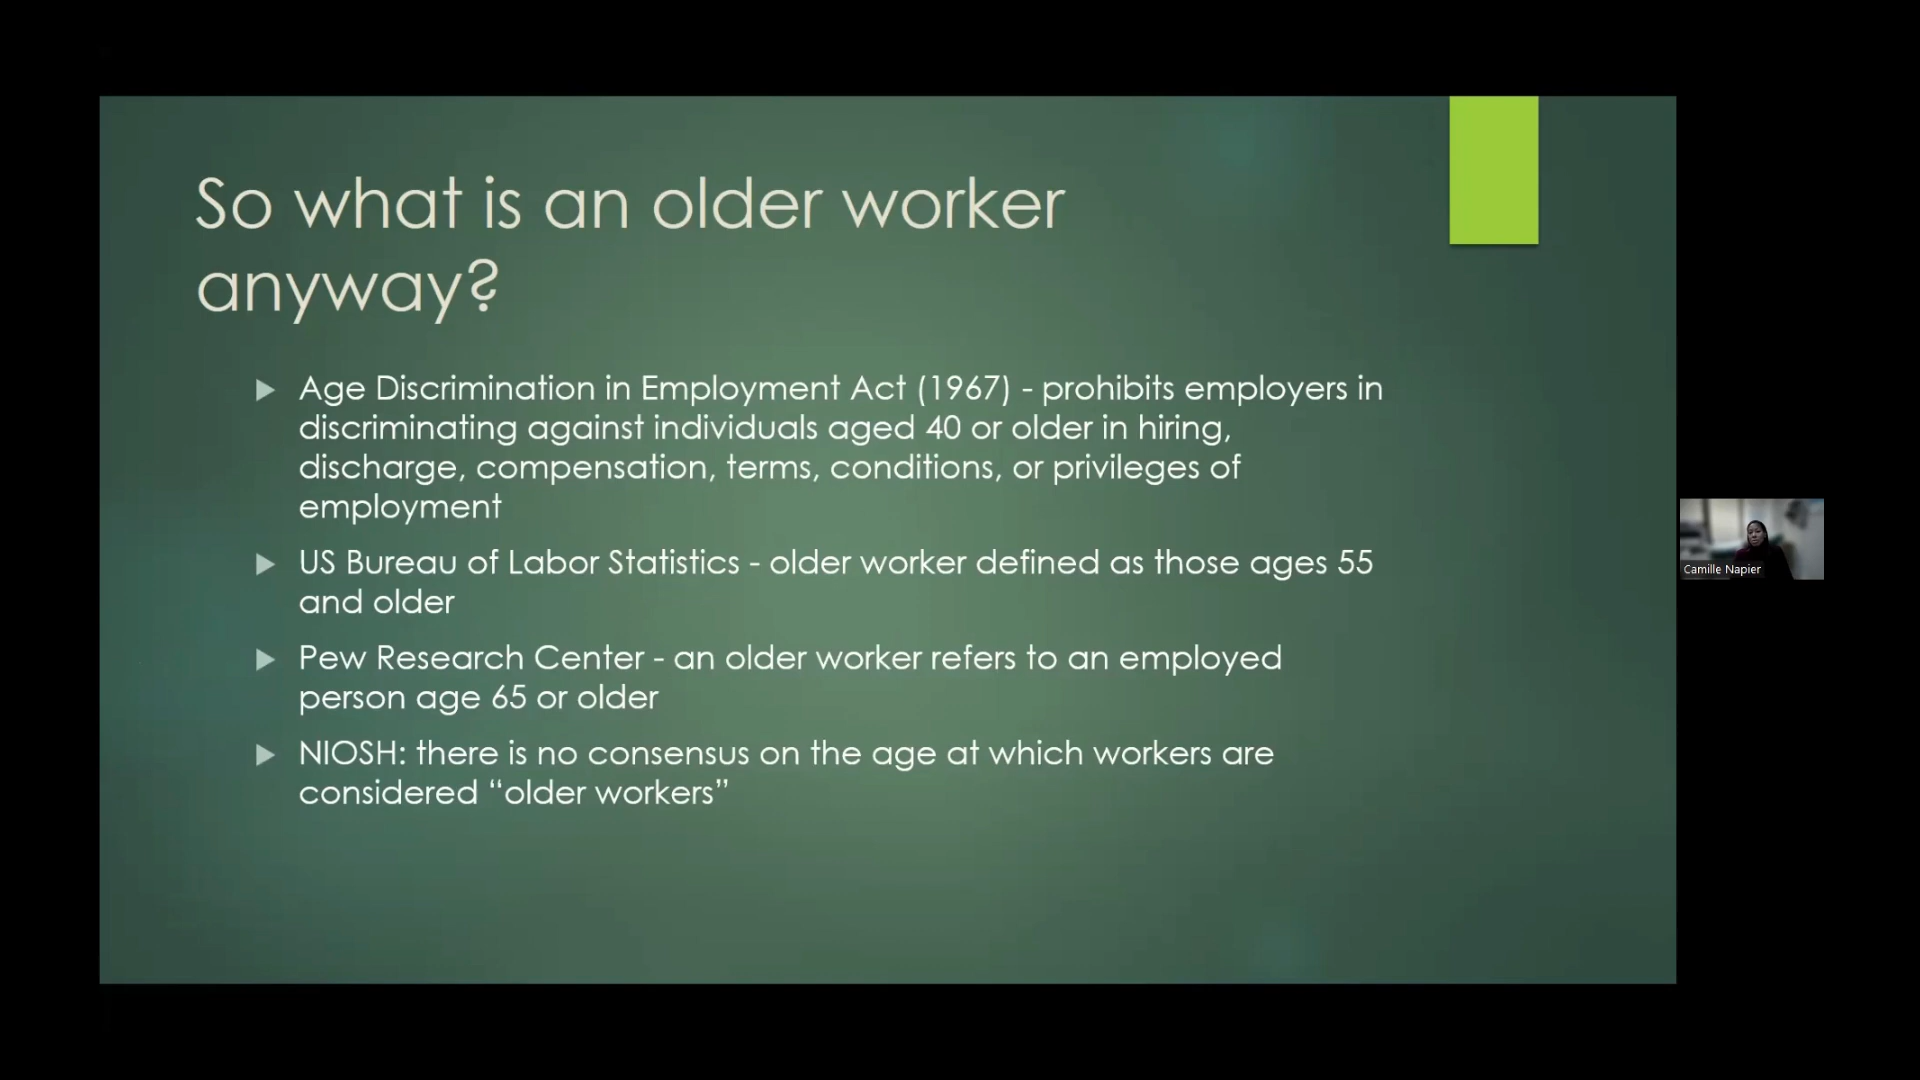 So what is an older worker
anyway?
Age Discrimination in Employment Act (1967) - prohibits employers in
discriminating against individuals aged 40 or older in hiring,
discharge, compensation, terms, conditions, or privileges of
employment
US Bureau of Labor Statistics - older worker defined as those ages 55
and older
Pew Research Center - an older worker refers to an employed
person age 65 or older
NIOSH: there is no consensus on the age at which workers are
considered “older workers”
Camille Napier